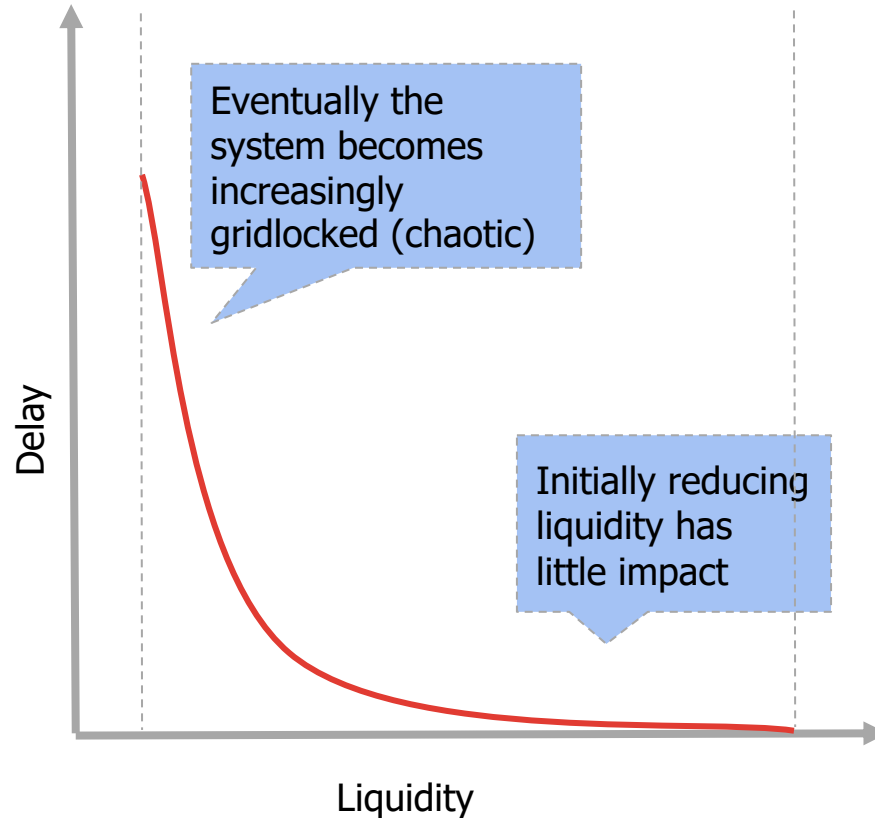 Eventually the
system becomes
increasingly
gridlocked (chaotic)
Delay
Initially reducing
liquidity has
little impact
Liquidity